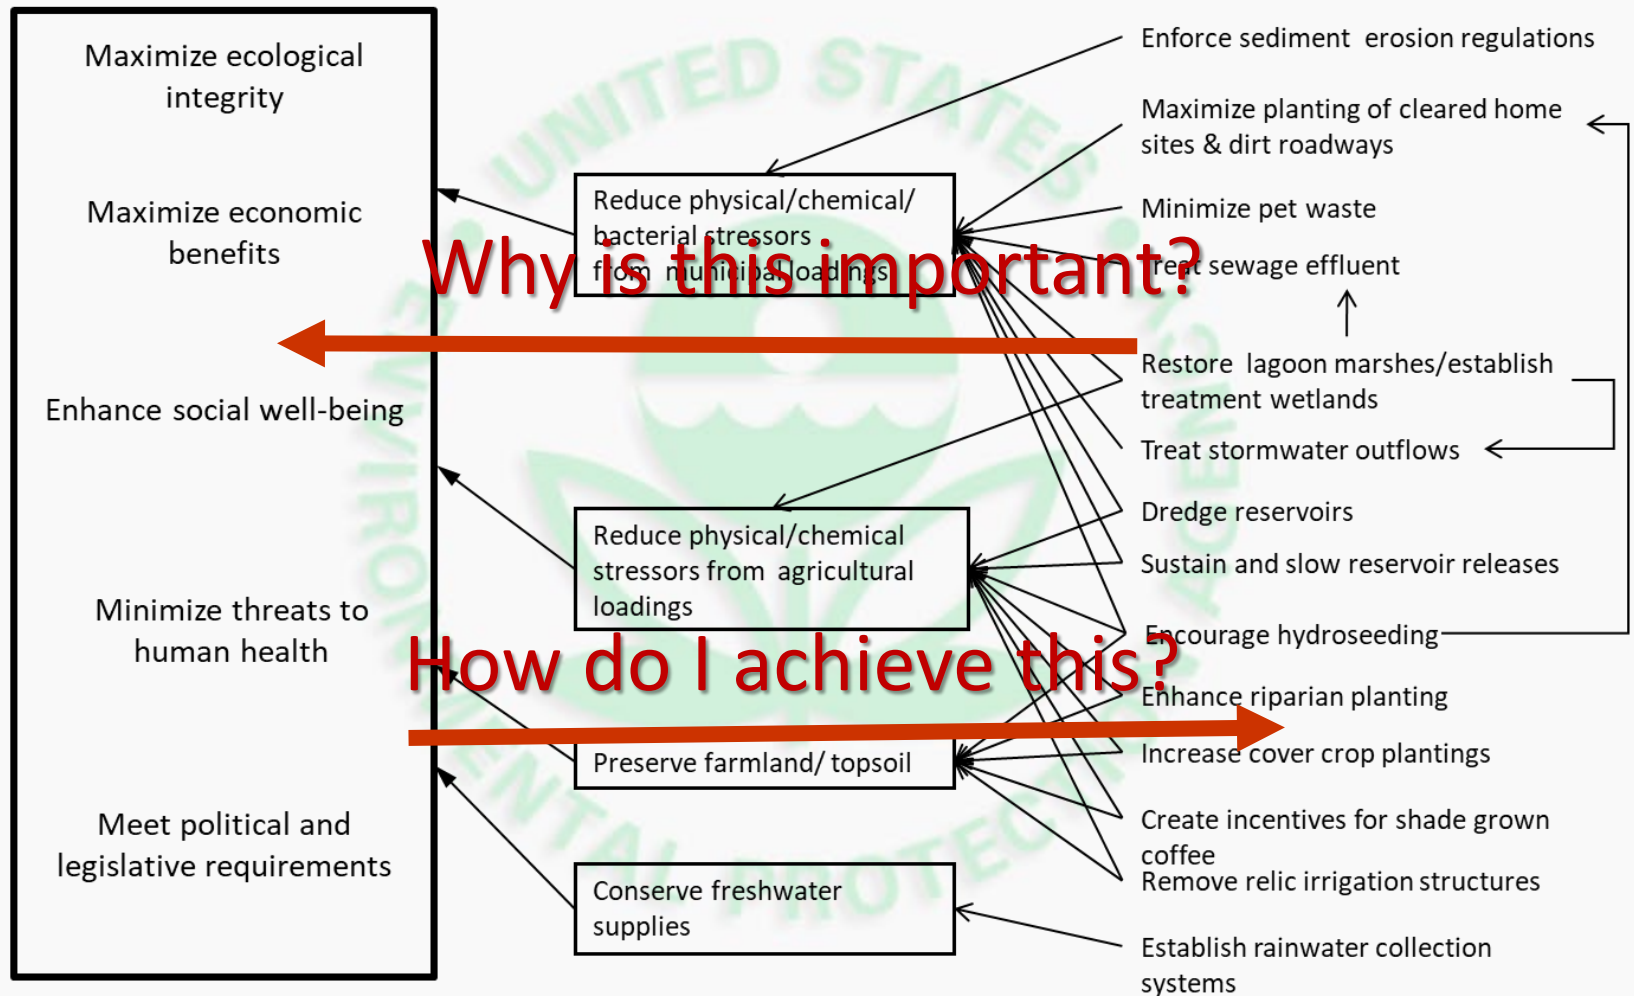 Maximize ecological
integrity
Maximize economic
benefits
Enhance social well-being
Minimize threats to
human health
Meet political and
legislative requirements
Reduce physical/chemical/
bacterial stressors
from municipal loadings
Why is this important?
Reduce physical/chemical
stressors from agricultural
loadings
How do I achieve this?
Preserve farmland/ topsoil
Conserve freshwater
supplies
Enforce sediment erosion regulations
Maximize planting of cleared home
sites & dirt roadways
Minimize pet waste
Treat sewage effluent
Restore lagoon marshes/establish
treatment wetlands
Treat stormwater outflows
Dredge reservoirs
Sustain and slow reservoir releases
Encourage hydroseeding
Enhance riparian planting
Increase cover crop plantings
Create incentives for shade grown
coffee
Remove relic irrigation structures
Establish rainwater collection
systems
UNITED STATES
ENVIRONMENTAL PROTECTION AGENCY